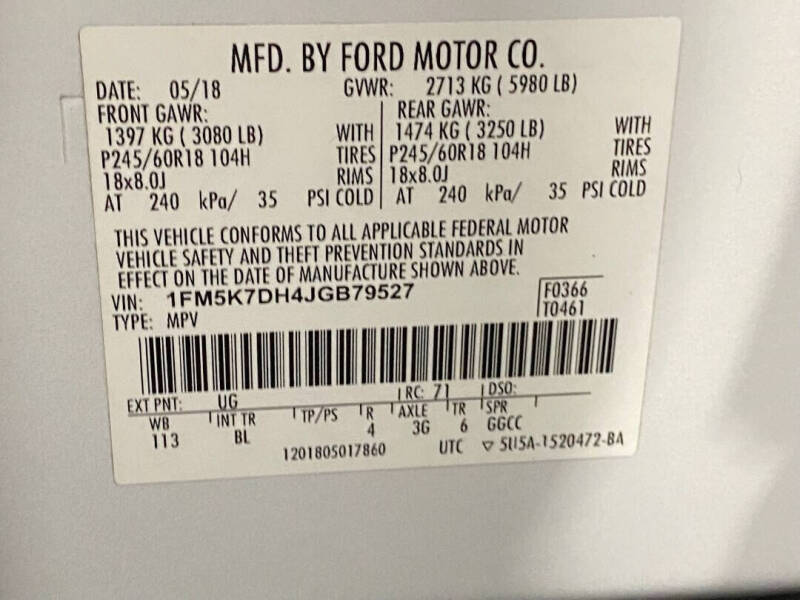 MFD. BY FORD MOTOR CO.
DATE: 05/18 GVWR: 2713 KG ( 5980 LB)
FRONT GAWR: REAR GAWR:
1397 KG ( 3080 LB) WITH 1474 KG ( 3250 LB) WITH
P245/60R18 104H TIRES P245/60R18 104H TIRES
18x8.0J RIMS 18x8.0J RIMS
AT 240 kPa/ 35 PSI COLD AT 240 kPa/ 35 PSI COLD
THIS VEHICLE CONFORMS TO ALL APPLICABLE FEDERAL MOTOR
VEHICLE SAFETY AND THEFT PREVENTION STANDARDS IN
EFFECT ON THE DATE OF MANUFACTURE SHOWN ABOVE.
VIN: 1FM5K7DH4JGB79527 F0366
TYPE: MPV T0461
EXT PNT: UG RC: 71 DSO:
WB INT TR TP/PS R AXLE TR SPR
113 BL 4 3G 6 GGCC
1201805017860 UTC ▽ 5U5A-1520472-BA